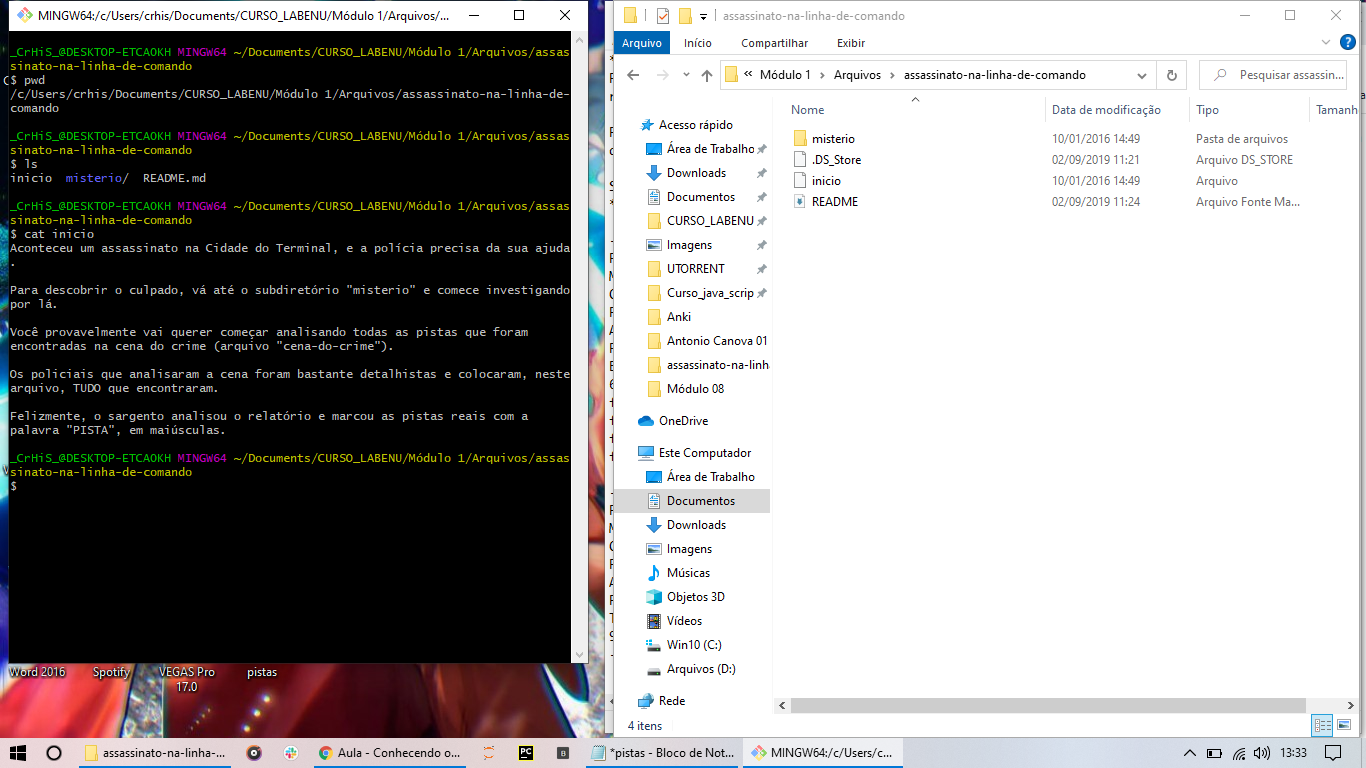 MINGW64:/c/Users/crhis/Documents/CURSO_LABENU/Módulo 1/Arquivos/...
_CrHiS_@DESKTOP-ETCAOKH MINGW64 ~/Documents/CURSO_LABENU/Módulo 1/Arquivos/assas
sinato-na-linha-de-comando
$ pwd
/c/Users/crhis/Documents/CURSO_LABENU/Módulo 1/Arquivos/assassinato-na-linha-de-
comando
_CrHiS_@DESKTOP-ETCAOKH MINGW64 ~/Documents/CURSO_LABENU/Módulo 1/Arquivos/assas
sinato-na-linha-de-comando
$ ls
inicio  misterio/  README.md
_CrHiS_@DESKTOP-ETCAOKH MINGW64 ~/Documents/CURSO_LABENU/Módulo 1/Arquivos/assas
sinato-na-linha-de-comando
$ cat inicio
Aconteceu um assassinato na Cidade do Terminal, e a polícia precisa da sua ajuda
.
Para descobrir o culpado, vá até o subdiretório "misterio" e comece investigando
por lá.
Você provavelmente vai querer começar analisando todas as pistas que foram
encontradas na cena do crime (arquivo "cena-do-crime").
Os policiais que analisaram a cena foram bastante detalhistas e colocaram, neste
arquivo, TUDO que encontraram.
Felizmente, o sargento analisou o relatório e marcou as pistas reais com a
palavra "PISTA", em maiúsculas.
_CrHiS_@DESKTOP-ETCAOKH MINGW64 ~/Documents/CURSO_LABENU/Módulo 1/Arquivos/assas
sinato-na-linha-de-comando
$
Word 2016 Spotify VEGAS Pro pistas
17.0
assassinato-na-linha-de-comando
Arquivo Início Compartilhar Exibir
« Módulo 1 > Arquivos > assassinato-na-linha-de-comando
Pesquisar assassin...
Nome Data de modificação Tipo Tamanh
misterio 10/01/2016 14:49 Pasta de arquivos
.DS_Store 02/09/2019 11:21 Arquivo DS_STORE
inicio 10/01/2016 14:49 Arquivo
README 02/09/2019 11:24 Arquivo Fonte Ma...
Acesso rápido
Área de Trabalho
Downloads
Documentos
CURSO_LABENU
Imagens
UTORRENT
Curso_java_scrip
Anki
Antonio Canova 01
assassinato-na-linh
Módulo 08
OneDrive
Este Computador
Área de Trabalho
Documentos
Downloads
Imagens
Músicas
Objetos 3D
Vídeos
Win10 (C:)
Arquivos (D:)
Rede
4 itens
assassinato-na-linha-...
Aula - Conhecendo o...
PC
B
*pistas - Bloco de Not...
MINGW64:/c/Users/c...
13:33